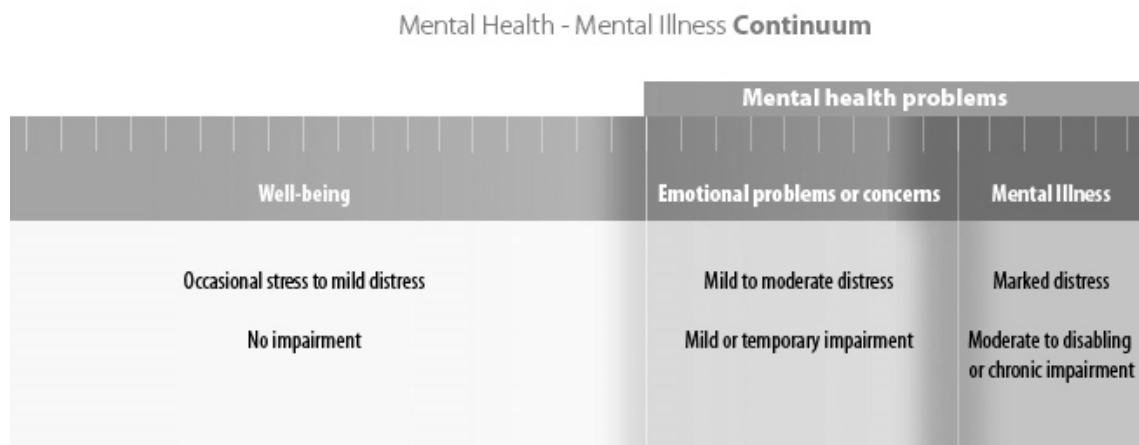 Mental Health - Mental Illness Continuum
Mental health problems
Well-being
Emotional problems or concerns
Mental Illness
Occasional stress to mild distress
Mild to moderate distress
Marked distress
No impairment
Mild or temporary impairment
Moderate to disabling
or chronic impairment